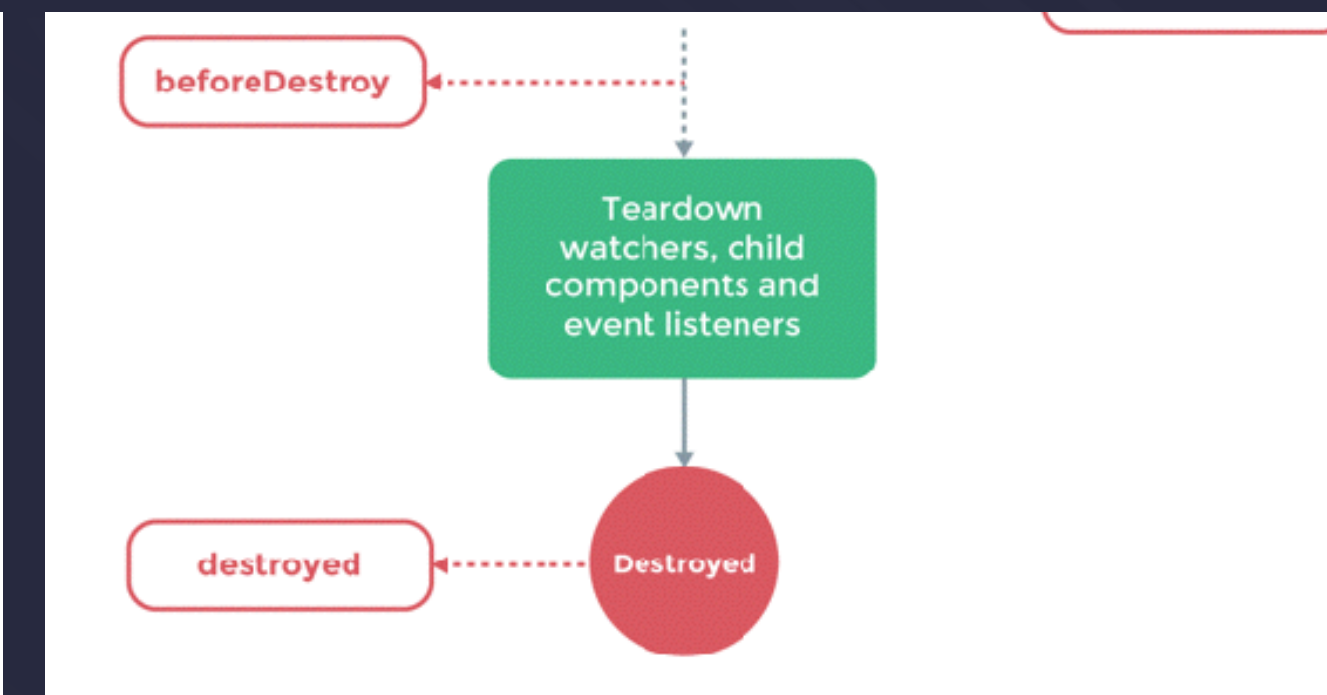 beforeDestroy
Teardown
watchers, child
components and
event listeners
destroyed
Destroyed